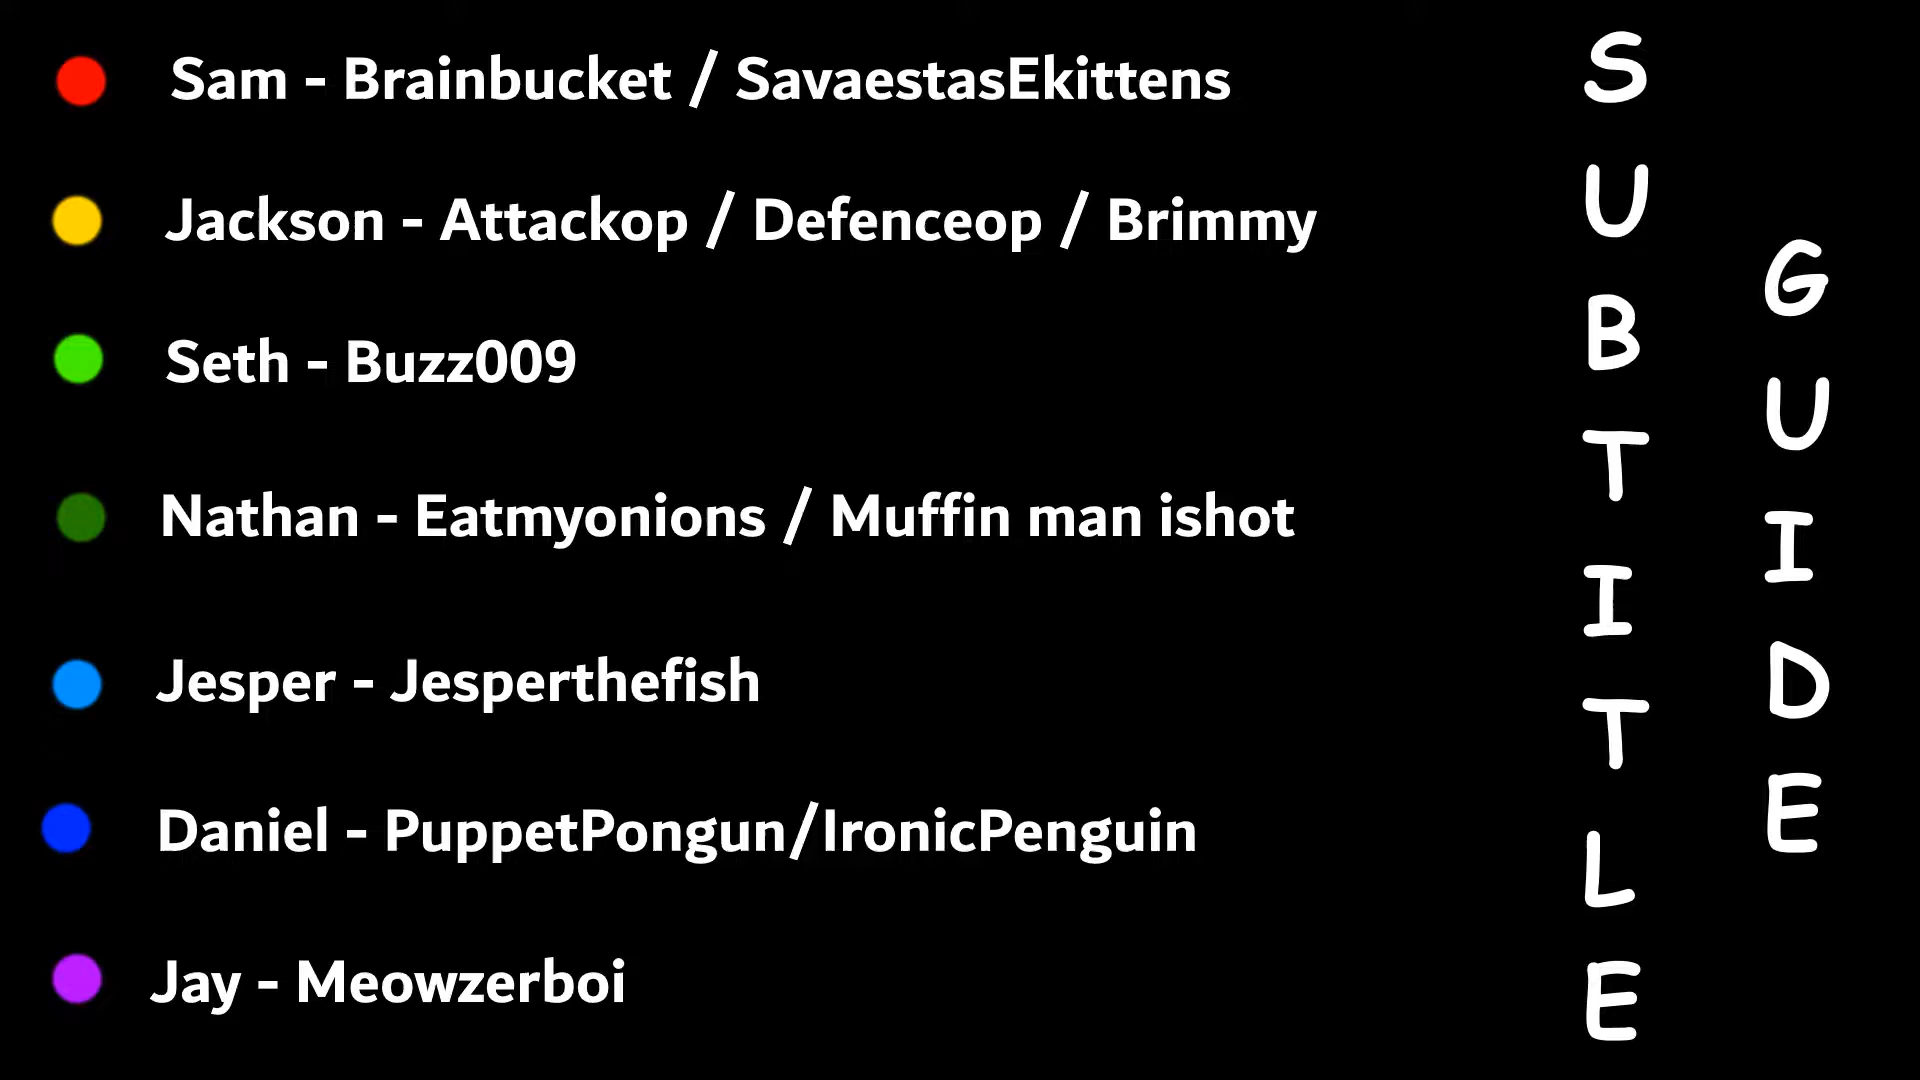 Sam - Brainbucket / SavaestasEkittens
Jackson - Attackop / Defenceop / Brimmy
Seth - Buzz009
Nathan - Eatmyonions / Muffin man ishot
Jesper - Jesperthefish
Daniel - PuppetPongun/IronicPenguin
Jay - Meowzerboi
SUBTITLE
GUIDE